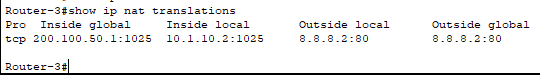 Router-3#show ip nat translations
Pro  Inside global     Inside local       Outside local      Outside global
tcp 200.100.50.1:1025  10.1.10.2:1025     8.8.8.2:80         8.8.8.2:80
Router-3#